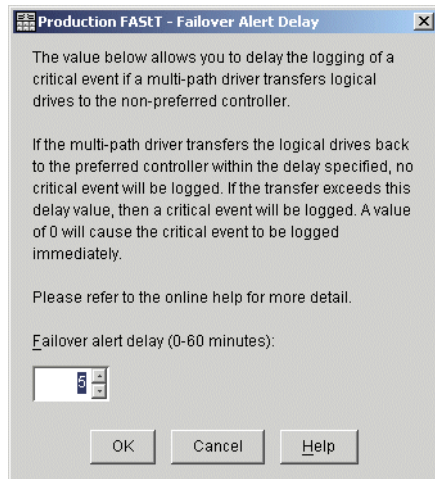 Production FAStT - Failover Alert Delay
The value below allows you to delay the logging of a
critical event if a multi-path driver transfers logical
drives to the non-preferred controller.
If the multi-path driver transfers the logical drives back
to the preferred controller within the delay specified, no
critical event will be logged. If the transfer exceeds this
delay value, then a critical event will be logged. A value
of 0 will cause the critical event to be logged
immediately.
Please refer to the online help for more detail.
Failover alert delay (0-60 minutes):
5
OK Cancel Help